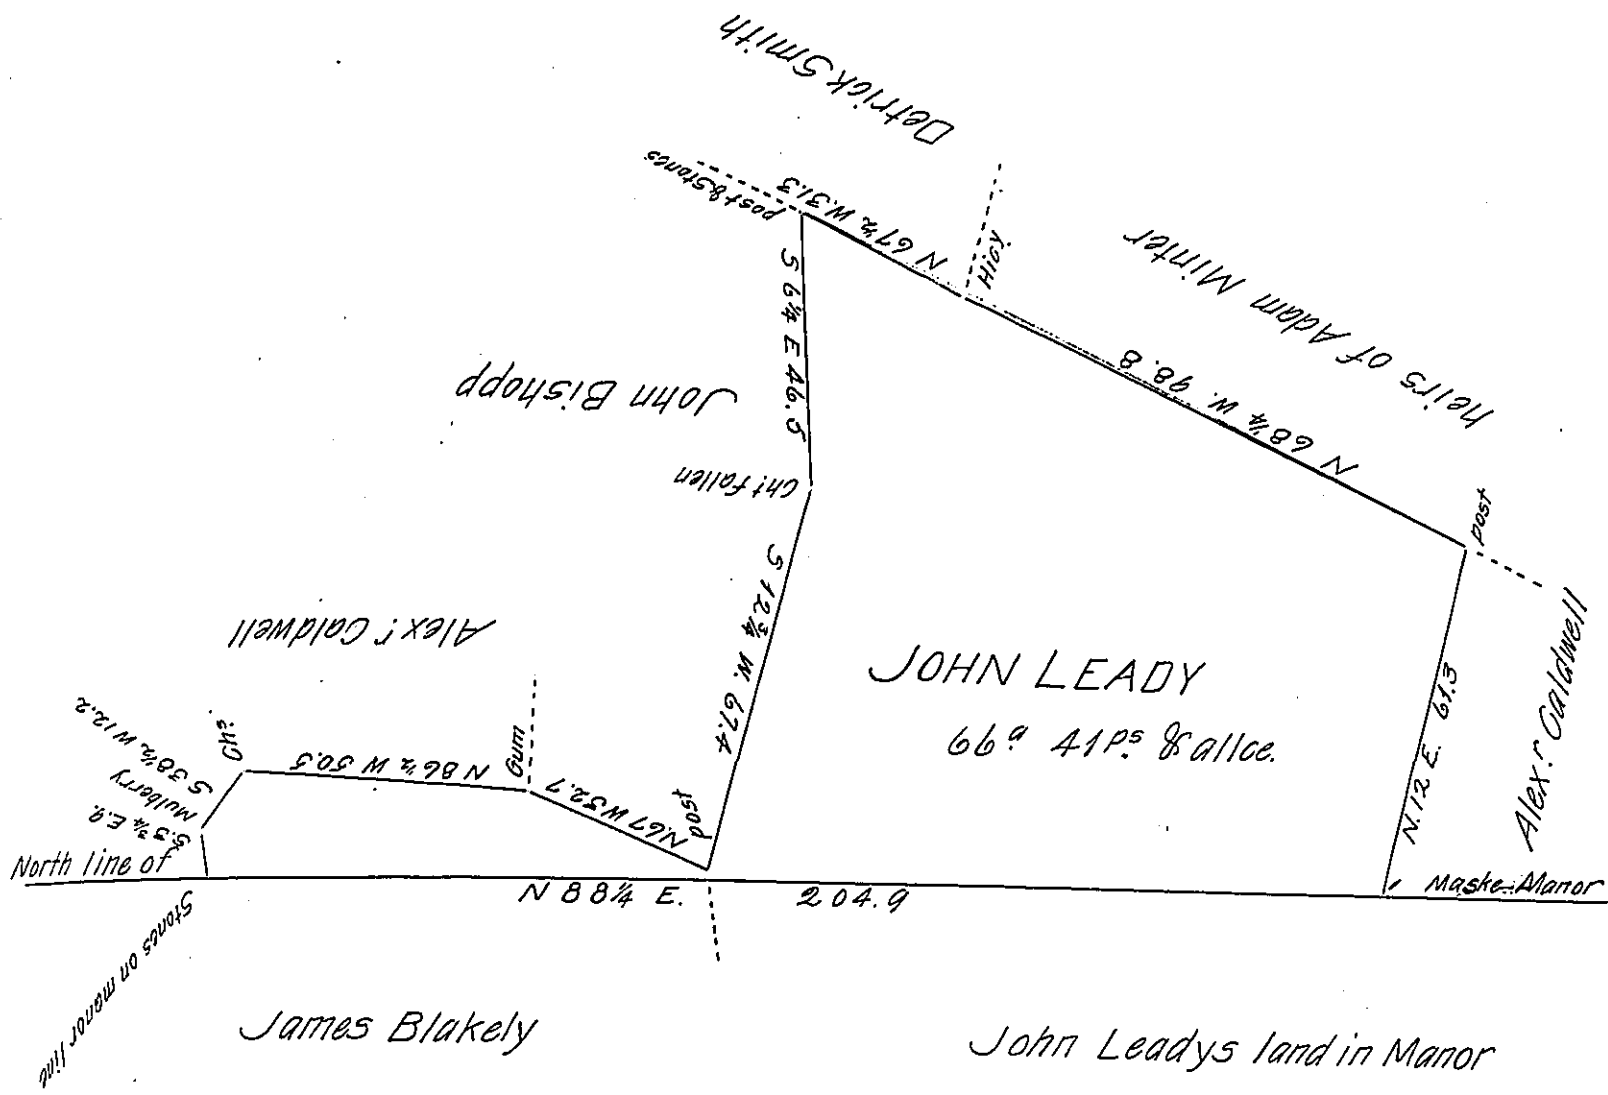 Detrick Smith
post & Stones
N 67½ W. 31.3
Hicy
heirs of Adam Minter
N 68¼ W. 98.8
post
S 6¼ E 46.5
John Bishopp
Cht fallen
S 12¾ W. 67.4
Alex.r Caldwell
JOHN LEADY
66a 41Ps & allce.
N.12 E. 61.3
Alex.r Caldwell
S 38½ W 12.2
Chs.
N 86½ W 50.5
gum
N.67 W 32.7
post
Mulberry
S.5¾ E.9.
North line of
Maske Manor
N 88¼ E. 204.9
Stones on manor line
James Blakely
John Leadys land in Manor